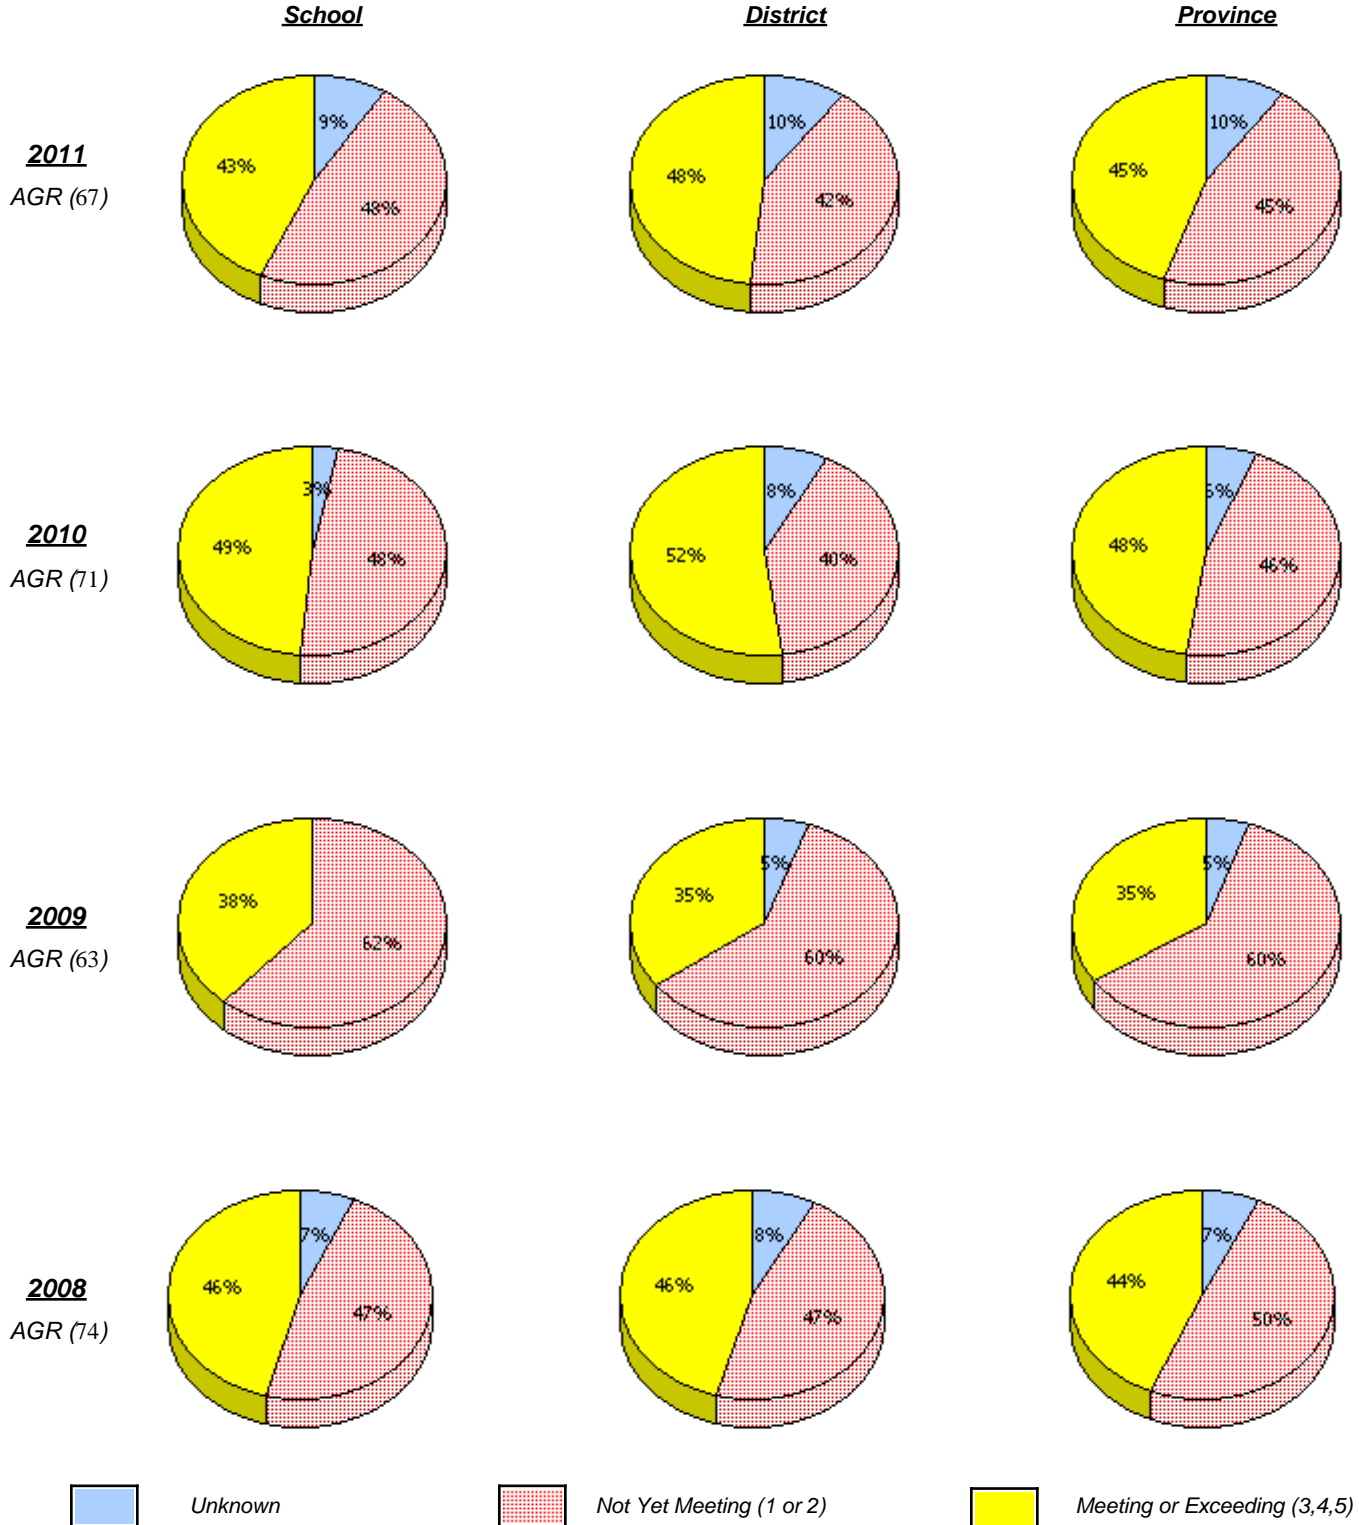 School District Province
9% 10% 10%
2011
43% 48% 45%
AGR (67)
48% 42% 45%
3% 8% 6%
2010
49% 52% 48%
AGR (71)
48% 40% 46%
5% 5%
2009
38% 35% 35%
AGR (63)
62% 60% 60%
7% 8% 7%
2008
46% 46% 44%
AGR (74)
47% 47% 50%
Unknown Not Yet Meeting (1 or 2) Meeting or Exceeding (3,4,5)